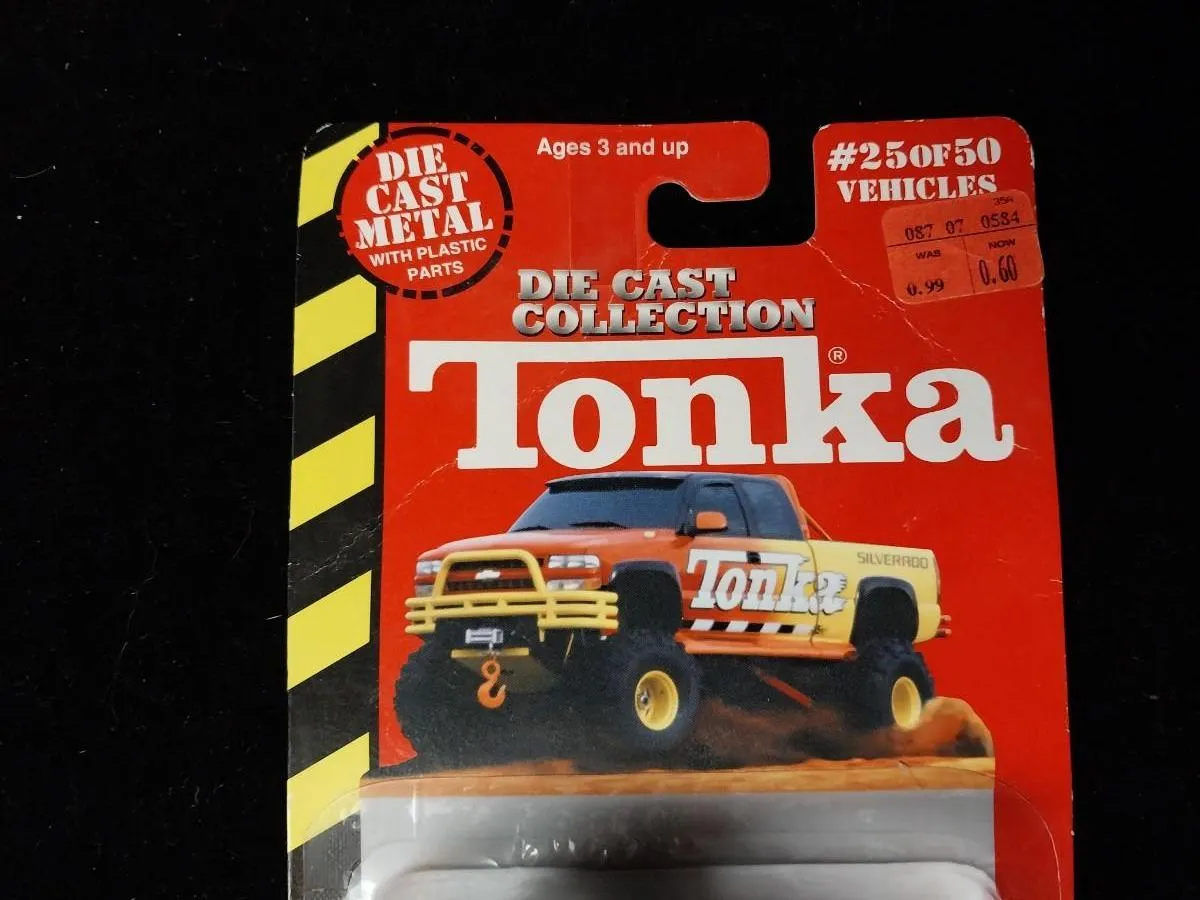 DIE
CAST
METAL
WITH PLASTIC
PARTS
Ages 3 and up
#25OF50
VEHICLES
35A
087 07 0584
WAS
NOW
0.99
0.60
DIE CAST
COLLECTION
Tonka®
Tonka
SILVERADO